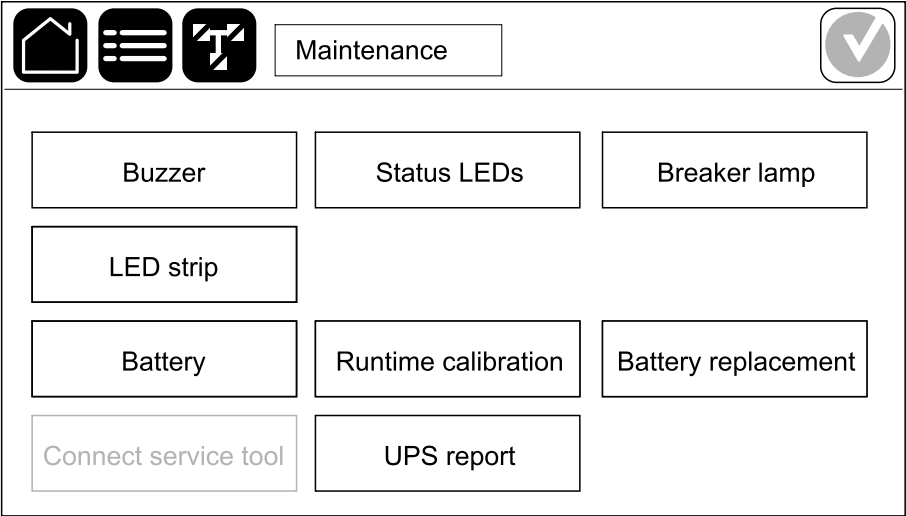 Maintenance
Buzzer
Status LEDs
Breaker lamp
LED strip
Battery
Runtime calibration
Battery replacement
Connect service tool
UPS report